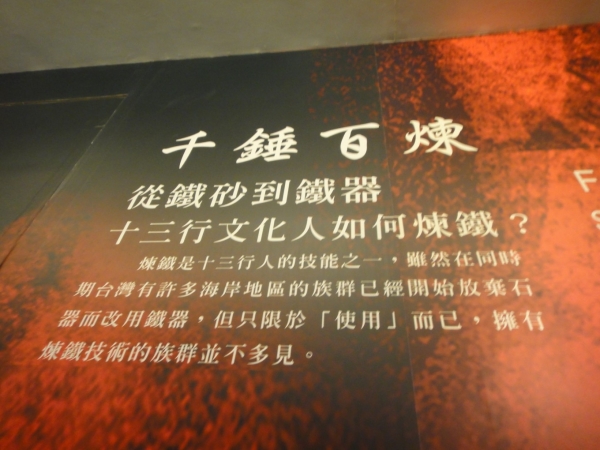 千錘百煉
從鐵砂到鐵器
十三行文化人如何煉鐵？
煉鐵是十三行人的技能之一，雖然在同時
期台灣有許多海岸地區的族群已經開始放棄石
器而改用鐵器，但只限於「使用」而已，擁有
煉鐵技術的族群並不多見。
F
S